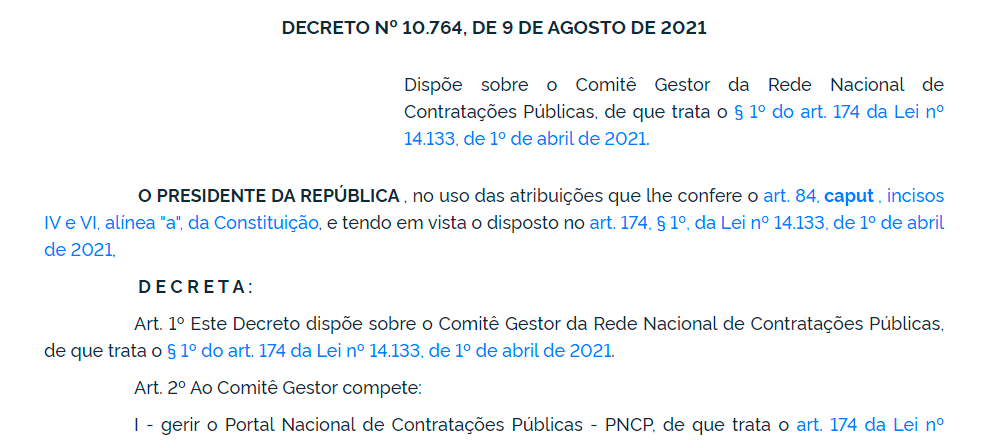 DECRETO Nº 10.764, DE 9 DE AGOSTO DE 2021
Dispõe sobre o Comitê Gestor da Rede Nacional de
Contratações Públicas, de que trata o § 1º do art. 174 da Lei nº
14.133, de 1º de abril de 2021.
O PRESIDENTE DA REPÚBLICA , no uso das atribuições que lhe confere o art. 84, caput , incisos
IV e VI, alínea "a", da Constituição, e tendo em vista o disposto no art. 174, § 1º, da Lei nº 14.133, de 1º de abril
de 2021,
D E C R E T A :
Art. 1º Este Decreto dispõe sobre o Comitê Gestor da Rede Nacional de Contratações Públicas,
de que trata o § 1º do art. 174 da Lei nº 14.133, de 1º de abril de 2021.
Art. 2º Ao Comitê Gestor compete:
I - gerir o Portal Nacional de Contratações Públicas - PNCP, de que trata o art. 174 da Lei nº